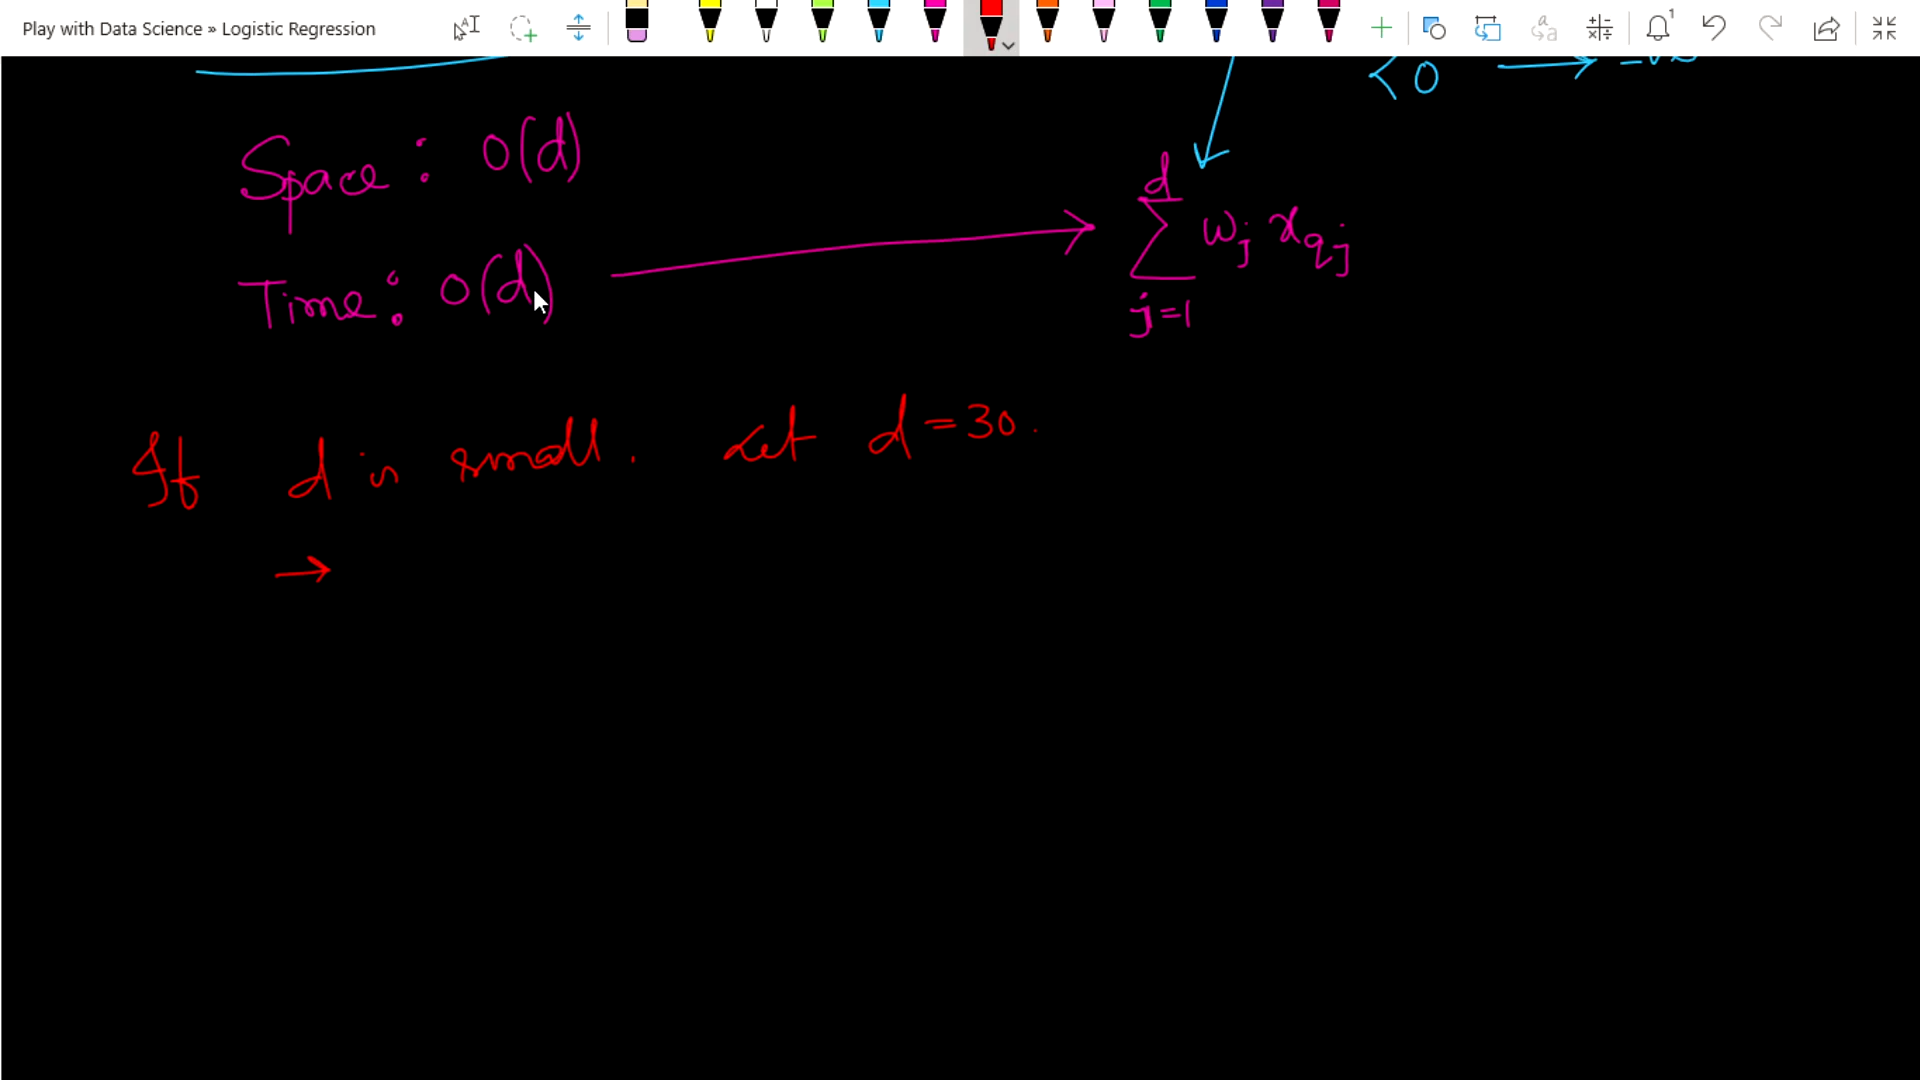 Play with Data Science » Logistic Regression
< 0 →
Space : O(d)
Time : O(d) → d ∑ j=1 wj xqj
If d is small. Let d = 30.
→